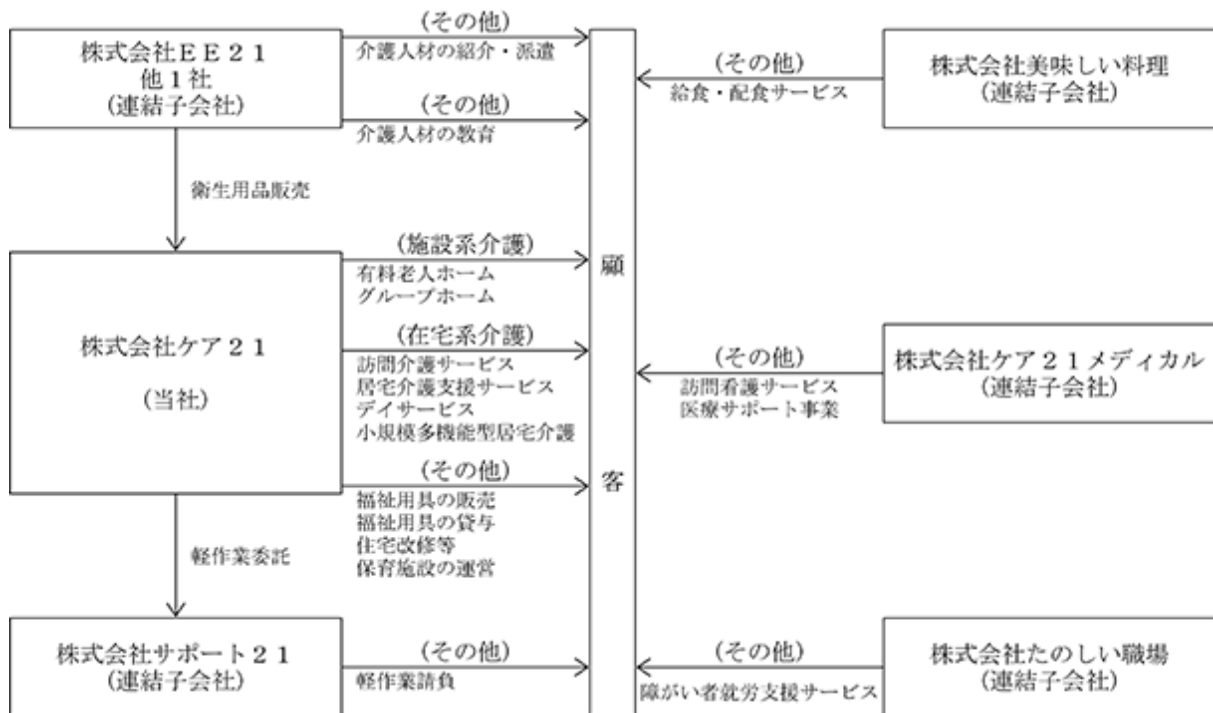 株式会社ＥＥ２１
他１社
(連結子会社)
(その他)
介護人材の紹介・派遣
(その他)
介護人材の教育
衛生用品販売
株式会社ケア２１
(当社)
(施設系介護)
有料老人ホーム
グループホーム
(在宅系介護)
訪問介護サービス
居宅介護支援サービス
デイサービス
小規模多機能型居宅介護
(その他)
福祉用具の販売
福祉用具の貸与
住宅改修等
保育施設の運営
軽作業委託
株式会社サポート２１
(連結子会社)
(その他)
軽作業請負
顧
客
(その他)
給食・配食サービス
株式会社美味しい料理
(連結子会社)
(その他)
訪問看護サービス
医療サポート事業
株式会社ケア２１メディカル
(連結子会社)
(その他)
障がい者就労支援サービス
株式会社たのしい職場
(連結子会社)